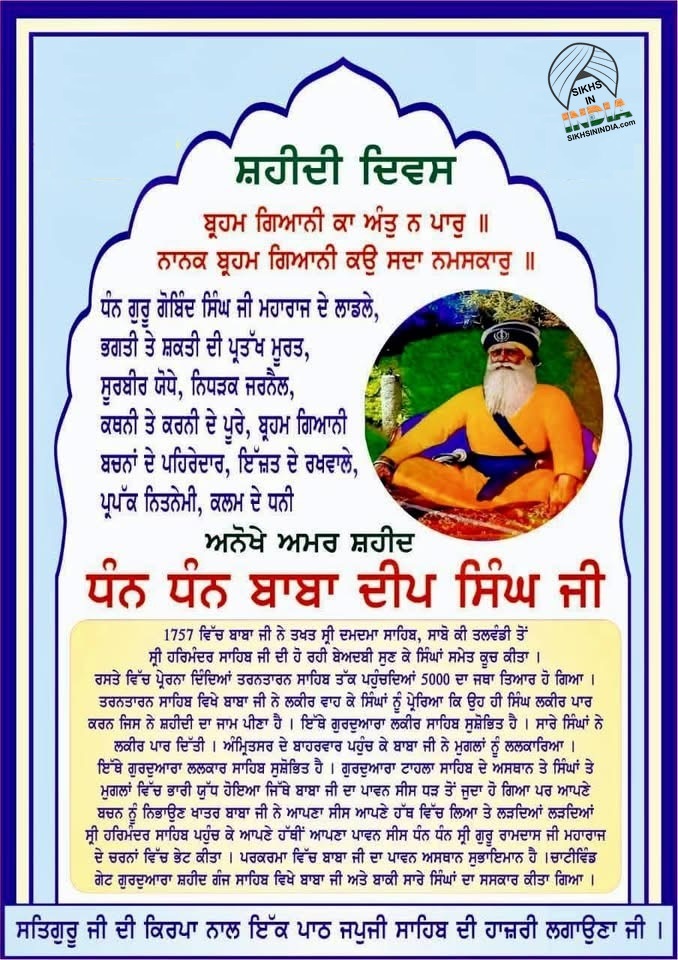 SIKHS
IN
INDIA
SIKHSININDIA.com
ਸ਼ਹੀਦੀ ਦਿਵਸ
ਬ੍ਰਹਮ ਗਿਆਨੀ ਕਾ ਅੰਤੁ ਨ ਪਾਰੁ ॥
ਨਾਨਕ ਬ੍ਰਹਮ ਗਿਆਨੀ ਕਉ ਸਦਾ ਨਮਸਕਾਰੁ ॥
ਧੰਨ ਗੁਰੂ ਗੋਬਿੰਦ ਸਿੰਘ ਜੀ ਮਹਾਰਾਜ ਦੇ ਲਾਡਲੇ,
ਭਗਤੀ ਤੇ ਸ਼ਕਤੀ ਦੀ ਪ੍ਰਤੱਖ ਮੂਰਤ,
ਸੂਰਬੀਰ ਯੋਧੇ, ਨਿਧੜਕ ਜਰਨੈਲ,
ਕਥਨੀ ਤੇ ਕਰਨੀ ਦੇ ਪੂਰੇ, ਬ੍ਰਹਮ ਗਿਆਨੀ
ਬਚਨਾਂ ਦੇ ਪਹਿਰੇਦਾਰ, ਇੱਜ਼ਤ ਦੇ ਰਖਵਾਲੇ,
ਪ੍ਰਪੱਕ ਨਿਤਨੇਮੀ, ਕਲਮ ਦੇ ਧਨੀ
ਅਨੋਖੇ ਅਮਰ ਸ਼ਹੀਦ
ਧੰਨ ਧੰਨ ਬਾਬਾ ਦੀਪ ਸਿੰਘ ਜੀ
1757 ਵਿੱਚ ਬਾਬਾ ਜੀ ਨੇ ਤਖਤ ਸ੍ਰੀ ਦਮਦਮਾ ਸਾਹਿਬ, ਸਾਬੋ ਕੀ ਤਲਵੰਡੀ ਤੋਂ
ਸ੍ਰੀ ਹਰਿਮੰਦਰ ਸਾਹਿਬ ਜੀ ਦੀ ਹੋ ਰਹੀ ਬੇਅਦਬੀ ਸੁਣ ਕੇ ਸਿੰਘਾਂ ਸਮੇਤ ਕੂਚ ਕੀਤਾ ।
ਰਸਤੇ ਵਿੱਚ ਪ੍ਰੇਰਨਾ ਦਿੰਦਿਆਂ ਤਰਨਤਾਰਨ ਸਾਹਿਬ ਤੱਕ ਪਹੁੰਚਦਿਆਂ 5000 ਦਾ ਜਥਾ ਤਿਆਰ ਹੋ ਗਿਆ ।
ਤਰਨਤਾਰਨ ਸਾਹਿਬ ਵਿਖੇ ਬਾਬਾ ਜੀ ਨੇ ਲਕੀਰ ਵਾਹ ਕੇ ਸਿੰਘਾਂ ਨੂੰ ਪ੍ਰੇਰਿਆ ਕਿ ਉਹ ਹੀ ਸਿੰਘ ਲਕੀਰ ਪਾਰ
ਕਰਨ ਜਿਸ ਨੇ ਸ਼ਹੀਦੀ ਦਾ ਜਾਮ ਪੀਣਾ ਹੈ । ਇੱਥੇ ਗੁਰਦੁਆਰਾ ਲਕੀਰ ਸਾਹਿਬ ਸੁਸ਼ੋਭਿਤ ਹੈ । ਸਾਰੇ ਸਿੰਘਾਂ ਨੇ
ਲਕੀਰ ਪਾਰ ਦਿੱਤੀ । ਅੰਮ੍ਰਿਤਸਰ ਦੇ ਬਾਹਰਵਾਰ ਪਹੁੰਚ ਕੇ ਬਾਬਾ ਜੀ ਨੇ ਮੁਗਲਾਂ ਨੂੰ ਲਲਕਾਰਿਆ ।
ਇੱਥੇ ਗੁਰਦੁਆਰਾ ਲਲਕਾਰ ਸਾਹਿਬ ਸੁਸ਼ੋਭਿਤ ਹੈ । ਗੁਰਦੁਆਰਾ ਟਾਹਲਾ ਸਾਹਿਬ ਦੇ ਅਸਥਾਨ ਤੇ ਸਿੰਘਾਂ ਤੇ
ਮੁਗਲਾਂ ਵਿੱਚ ਭਾਰੀ ਯੁੱਧ ਹੋਇਆ ਜਿੱਥੇ ਬਾਬਾ ਜੀ ਦਾ ਪਾਵਨ ਸੀਸ ਧੜ ਤੋਂ ਜੁਦਾ ਹੋ ਗਿਆ ਪਰ ਆਪਣੇ
ਬਚਨ ਨੂੰ ਨਿਭਾਉਣ ਖਾਤਰ ਬਾਬਾ ਜੀ ਨੇ ਆਪਣਾ ਸੀਸ ਆਪਣੇ ਹੱਥ ਵਿੱਚ ਲਿਆ ਤੇ ਲੜਦਿਆਂ ਲੜਦਿਆਂ
ਸ੍ਰੀ ਹਰਿਮੰਦਰ ਸਾਹਿਬ ਪਹੁੰਚ ਕੇ ਆਪਣੇ ਹੱਥੀਂ ਆਪਣਾ ਪਾਵਨ ਸੀਸ ਧੰਨ ਧੰਨ ਸ੍ਰੀ ਗੁਰੂ ਰਾਮਦਾਸ ਜੀ ਮਹਾਰਾਜ
ਦੇ ਚਰਨਾਂ ਵਿੱਚ ਭੇਟ ਕੀਤਾ । ਪਰਕਰਮਾ ਵਿੱਚ ਬਾਬਾ ਜੀ ਦਾ ਪਾਵਨ ਅਸਥਾਨ ਸੁਭਾਇਮਾਨ ਹੈ ।ਚਾਟੀਵਿੰਡ
ਗੇਟ ਗੁਰਦੁਆਰਾ ਸ਼ਹੀਦ ਗੰਜ ਸਾਹਿਬ ਵਿਖੇ ਬਾਬਾ ਜੀ ਅਤੇ ਬਾਕੀ ਸਾਰੇ ਸਿੰਘਾਂ ਦਾ ਸਸਕਾਰ ਕੀਤਾ ਗਿਆ ।
ਸਤਿਗੁਰੂ ਜੀ ਦੀ ਕਿਰਪਾ ਨਾਲ ਇੱਕ ਪਾਠ ਜਪੁਜੀ ਸਾਹਿਬ ਦੀ ਹਾਜ਼ਰੀ ਲਗਾਉਣਾ ਜੀ ।